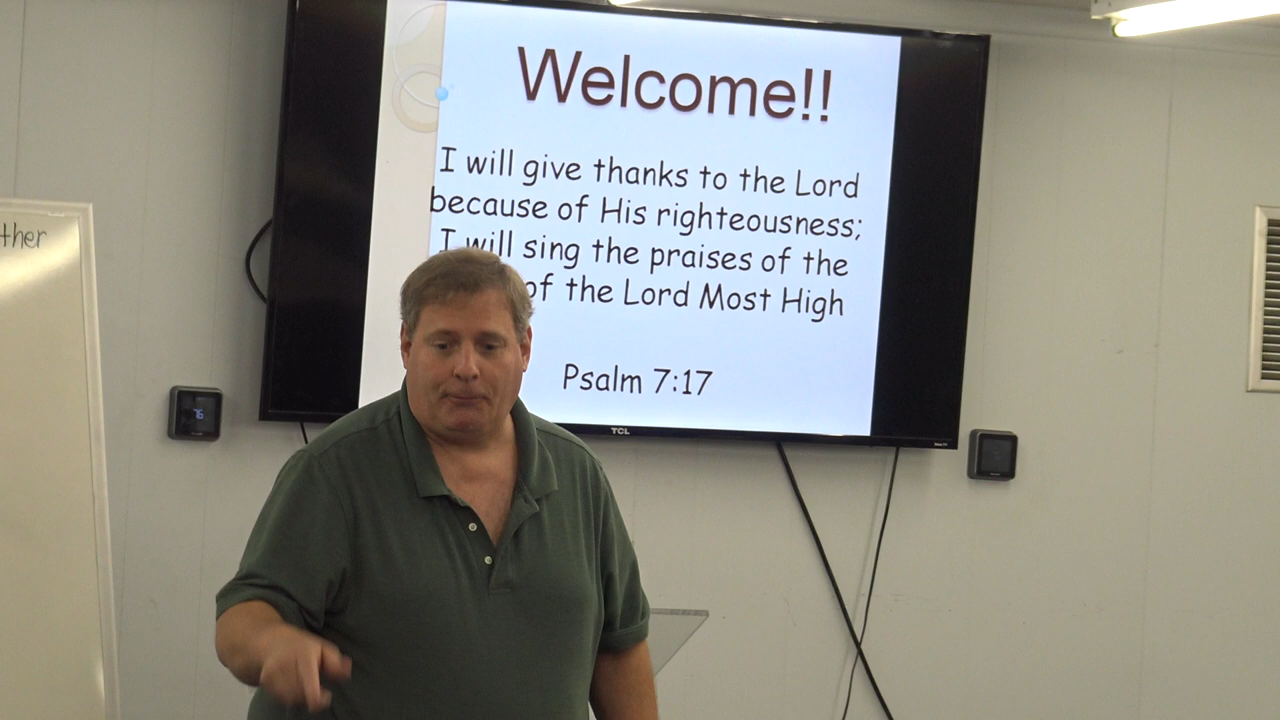 Welcome!!
I will give thanks to the Lord
because of His righteousness;
I will sing the praises of the
of the Lord Most High
Psalm 7:17
ther
76
TCL